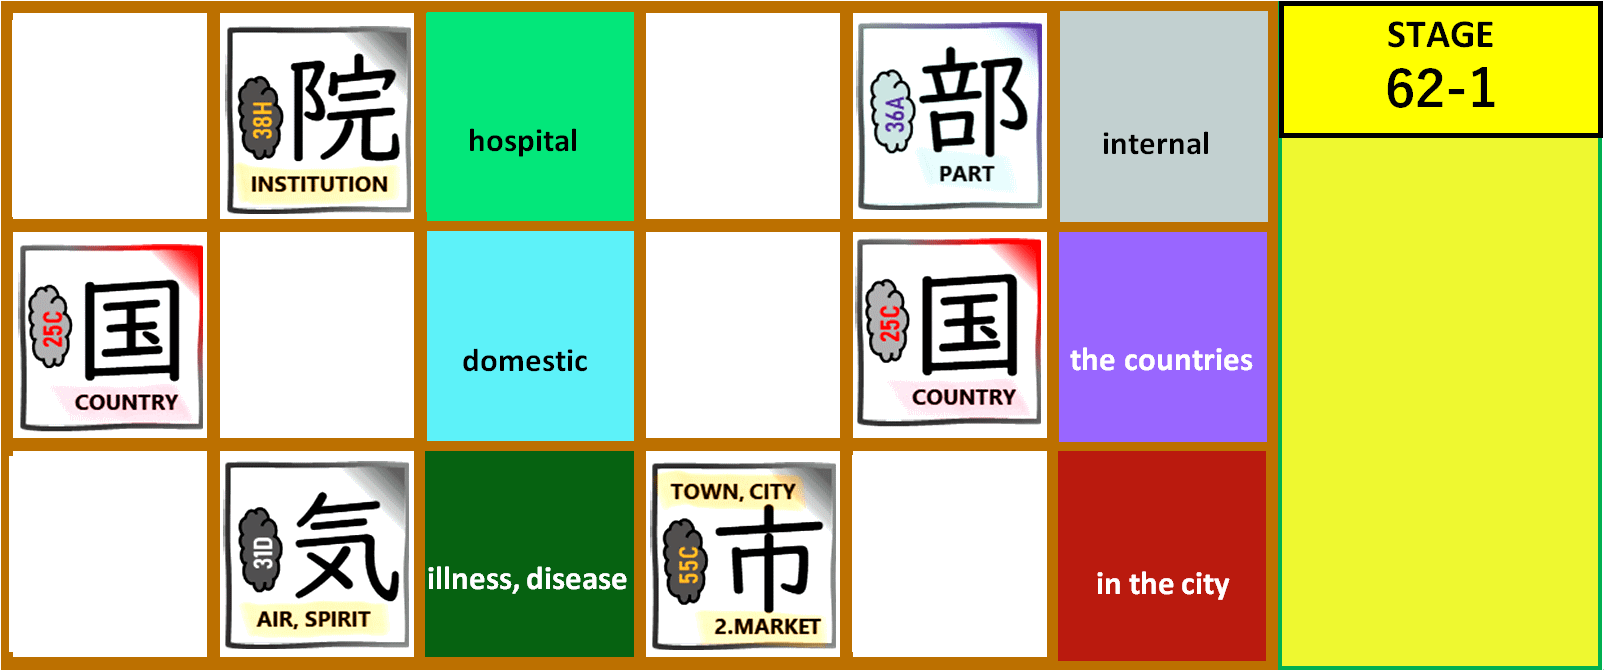 38H
院
INSTITUTION
hospital
36A
部
PART
internal
STAGE
62-1
25C
国
COUNTRY
domestic
25C
国
COUNTRY
the countries
31D
気
AIR, SPIRIT
illness, disease
TOWN, CITY
55C
市
2.MARKET
in the city